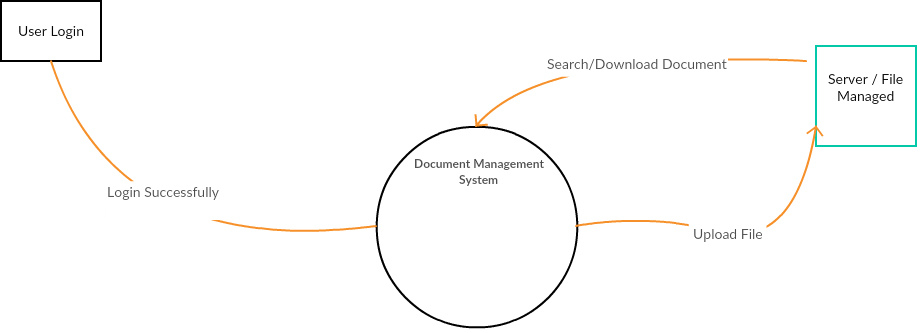 User Login
Search/Download Document
Server / File
Managed
Document Management
System
Login Successfully
Upload File